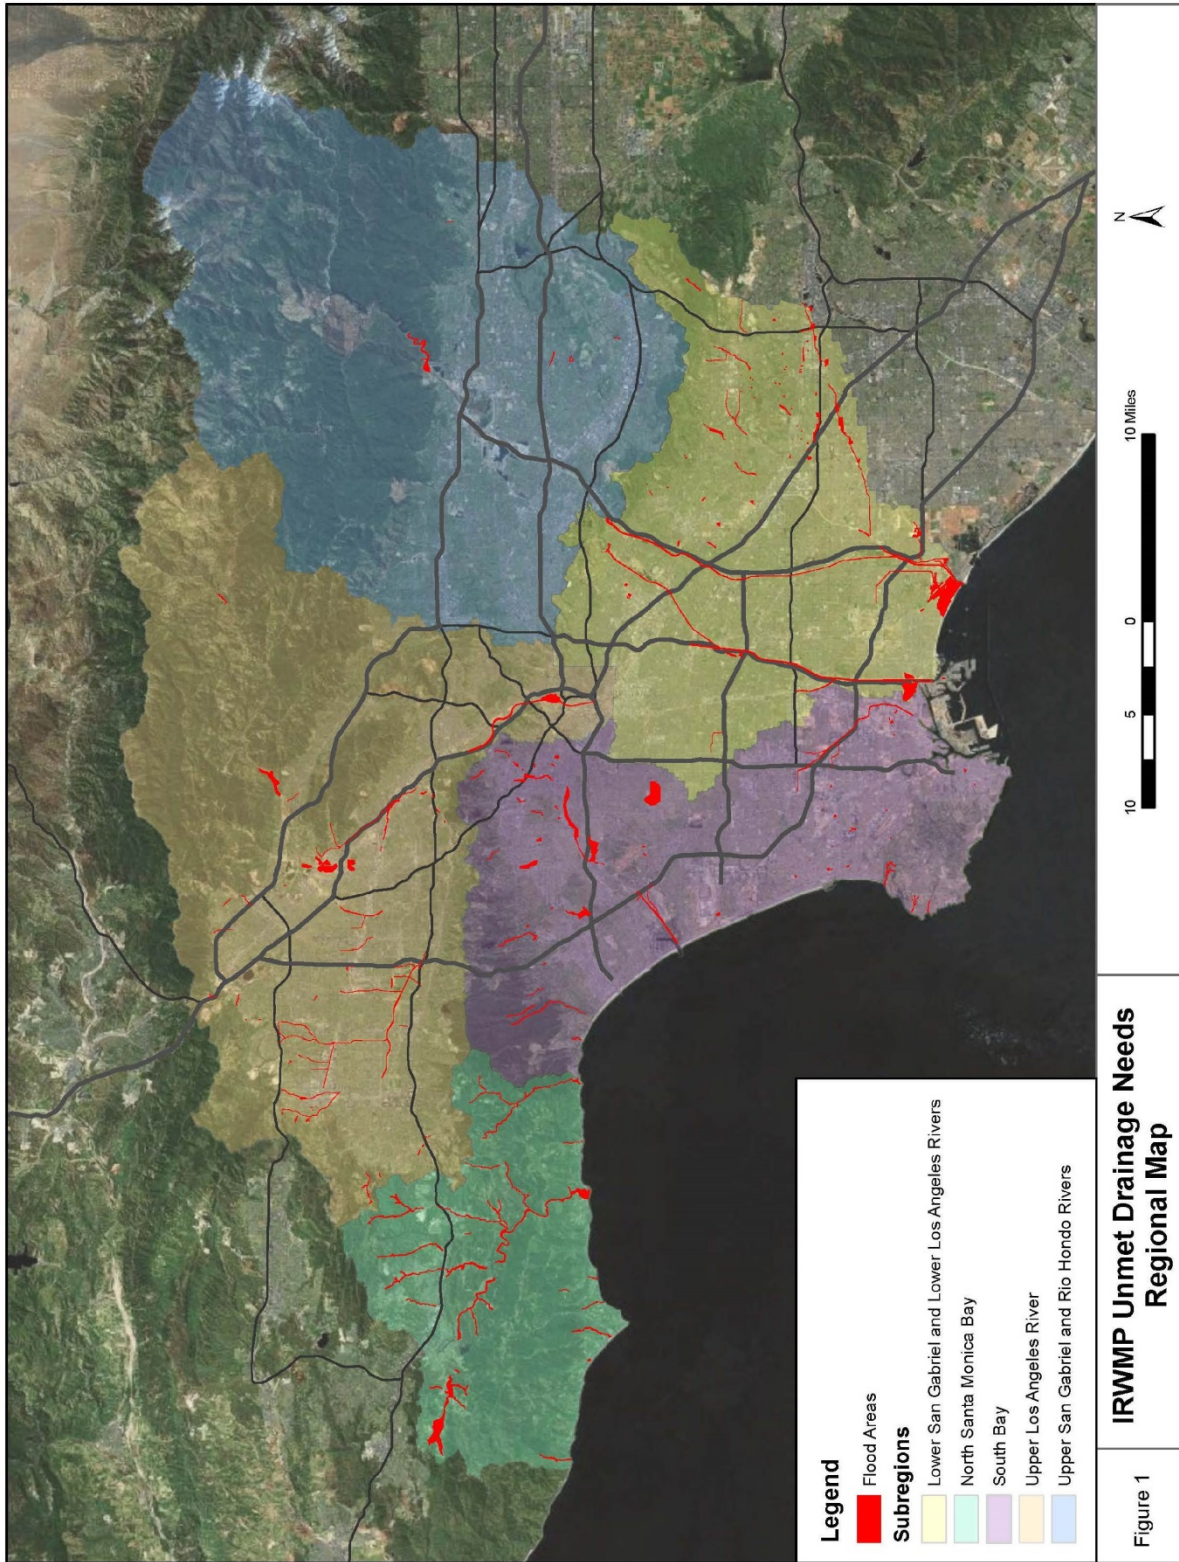 Legend
Flood Areas
Subregions
Lower San Gabriel and Lower Los Angeles Rivers
North Santa Monica Bay
South Bay
Upper Los Angeles River
Upper San Gabriel and Rio Hondo Rivers
10 5 0 10 Miles
N
Figure 1
IRWMP Unmet Drainage Needs
Regional Map